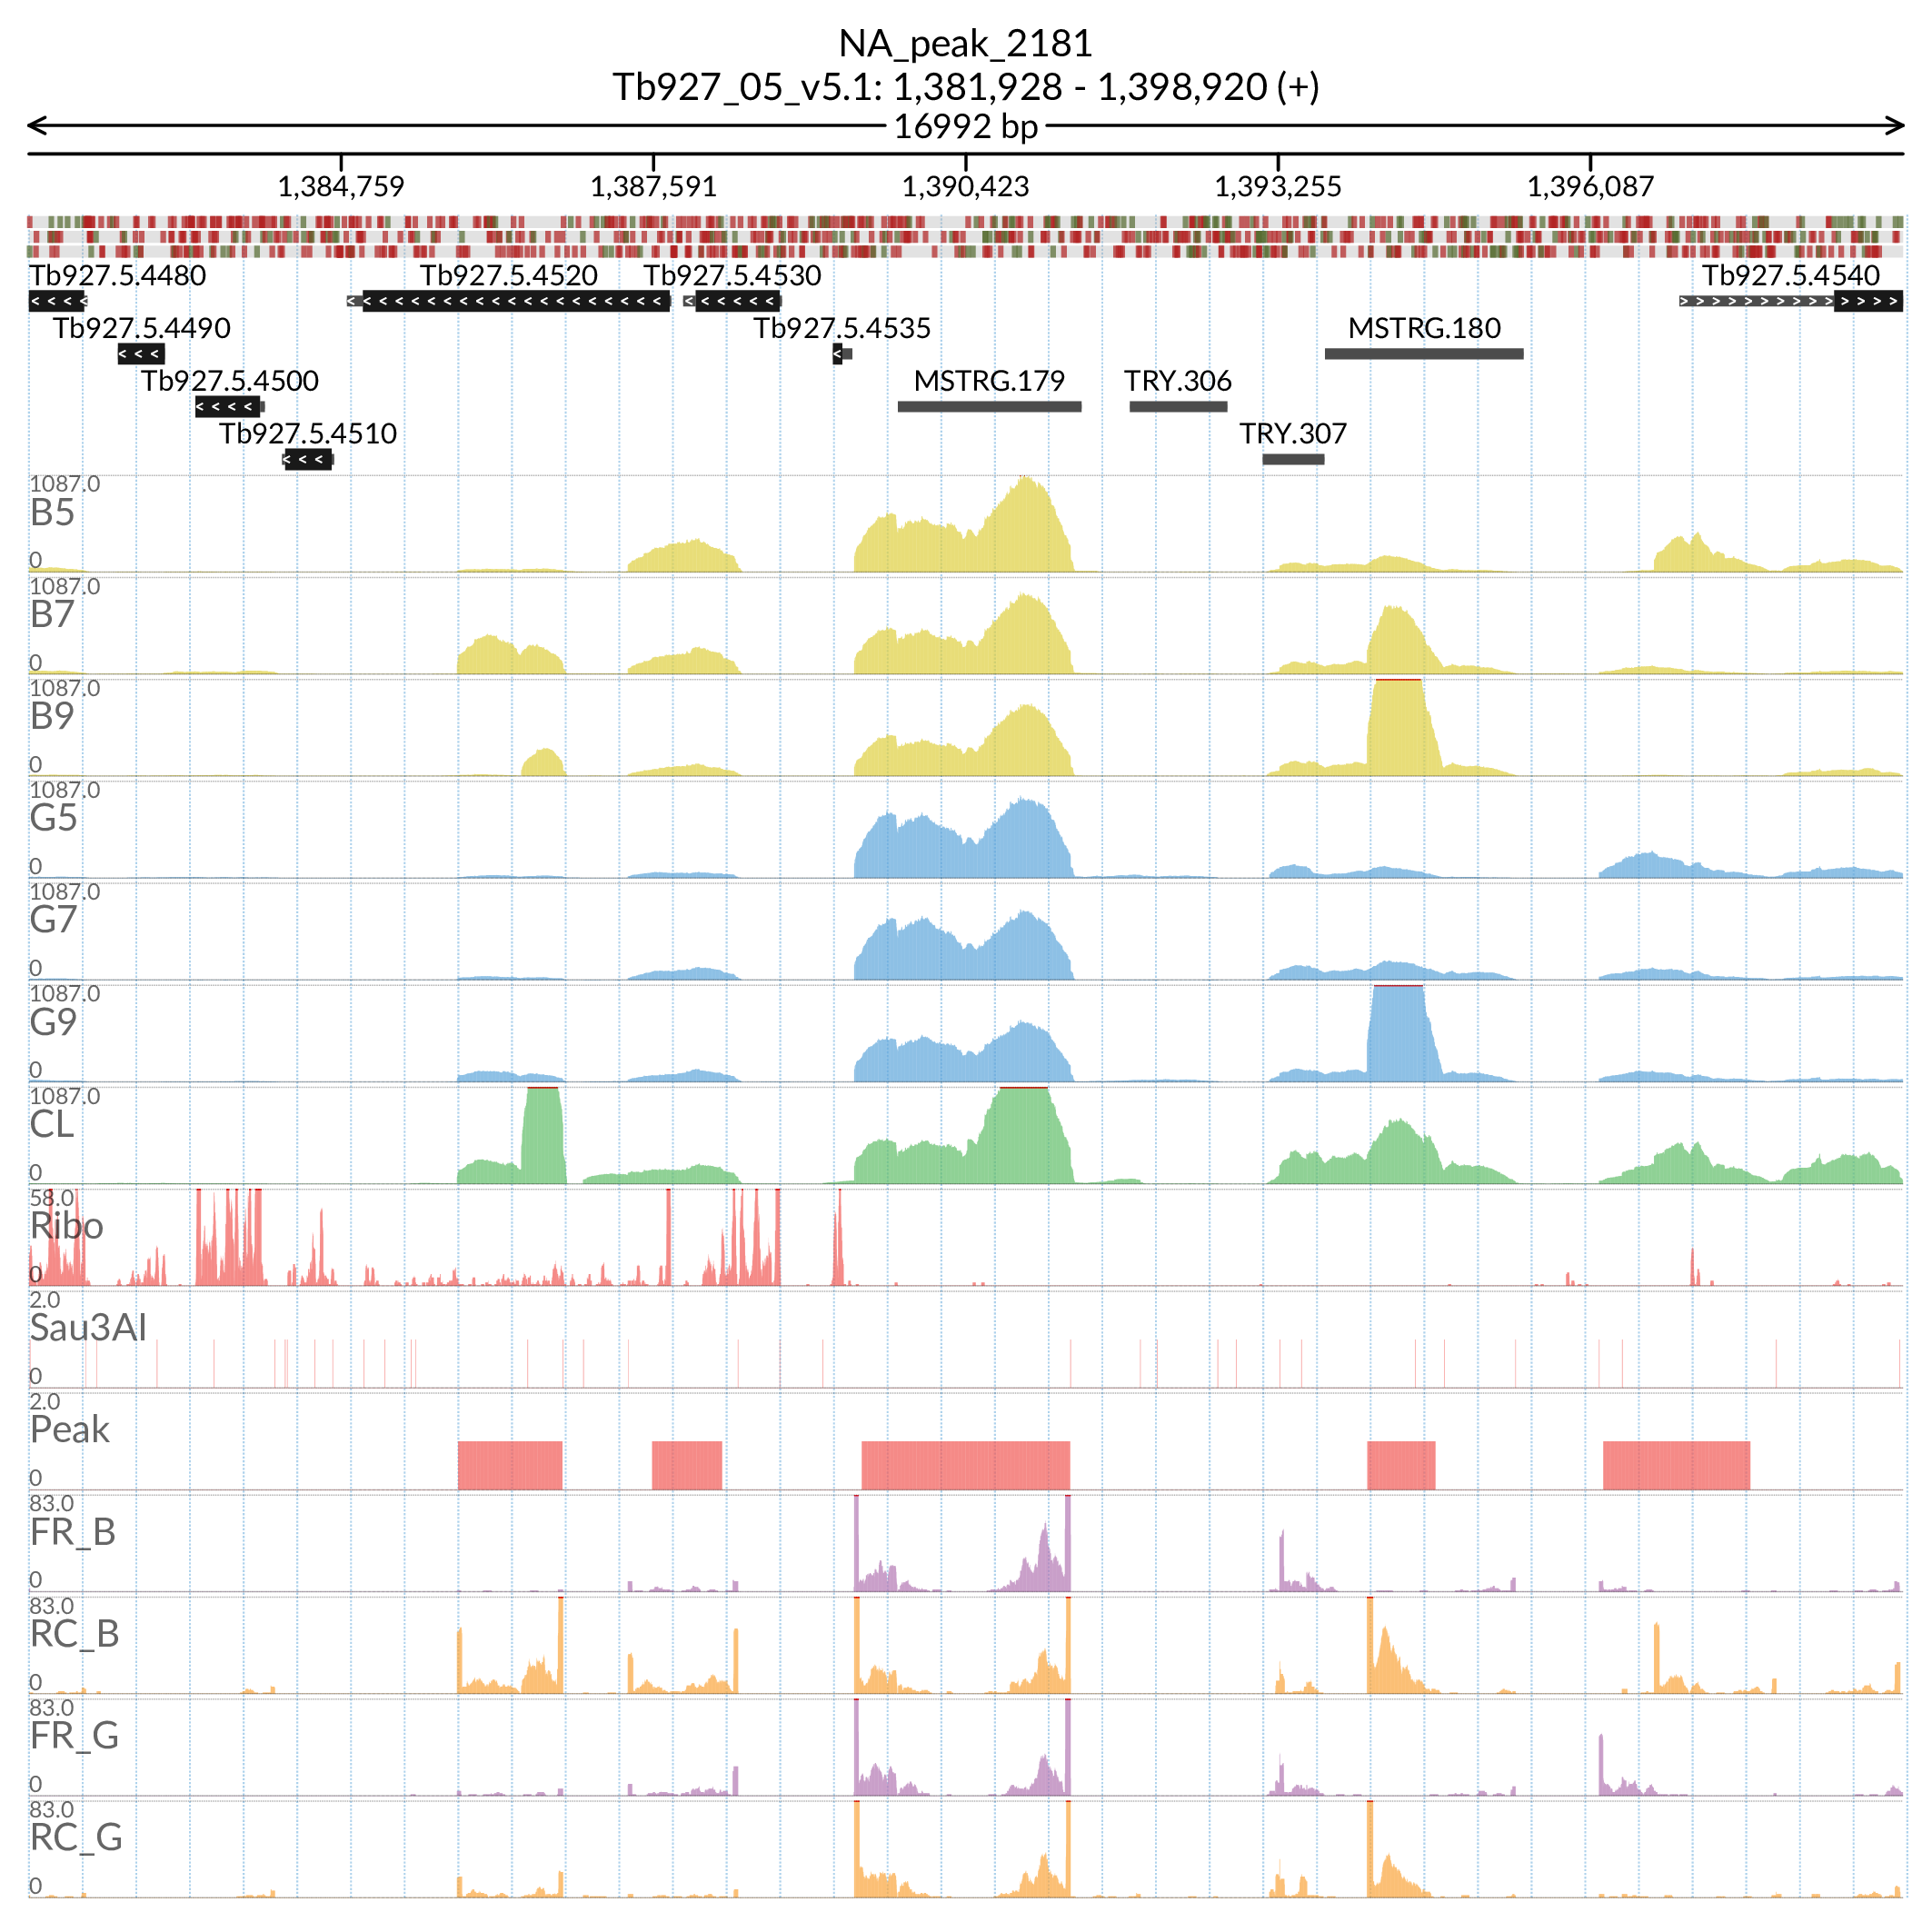 NA_peak_2181
Tb927_05_v5.1: 1,381,928 - 1,398,920 (+)
16992 bp
1,384,759 1,387,591 1,390,423 1,393,255 1,396,087
Tb927.5.4480 Tb927.5.4520 Tb927.5.4530 Tb927.5.4540
Tb927.5.4490 Tb927.5.4535 MSTRG.180
Tb927.5.4500 MSTRG.179 TRY.306
Tb927.5.4510 TRY.307
1087.0
B5
0
1087.0
B7
0
1087.0
B9
0
1087.0
G5
0
1087.0
G7
0
1087.0
G9
0
1087.0
CL
0
58.0
Ribo
0
2.0
Sau3AI
0
2.0
Peak
0
83.0
FR_B
0
83.0
RC_B
0
83.0
FR_G
0
83.0
RC_G
0